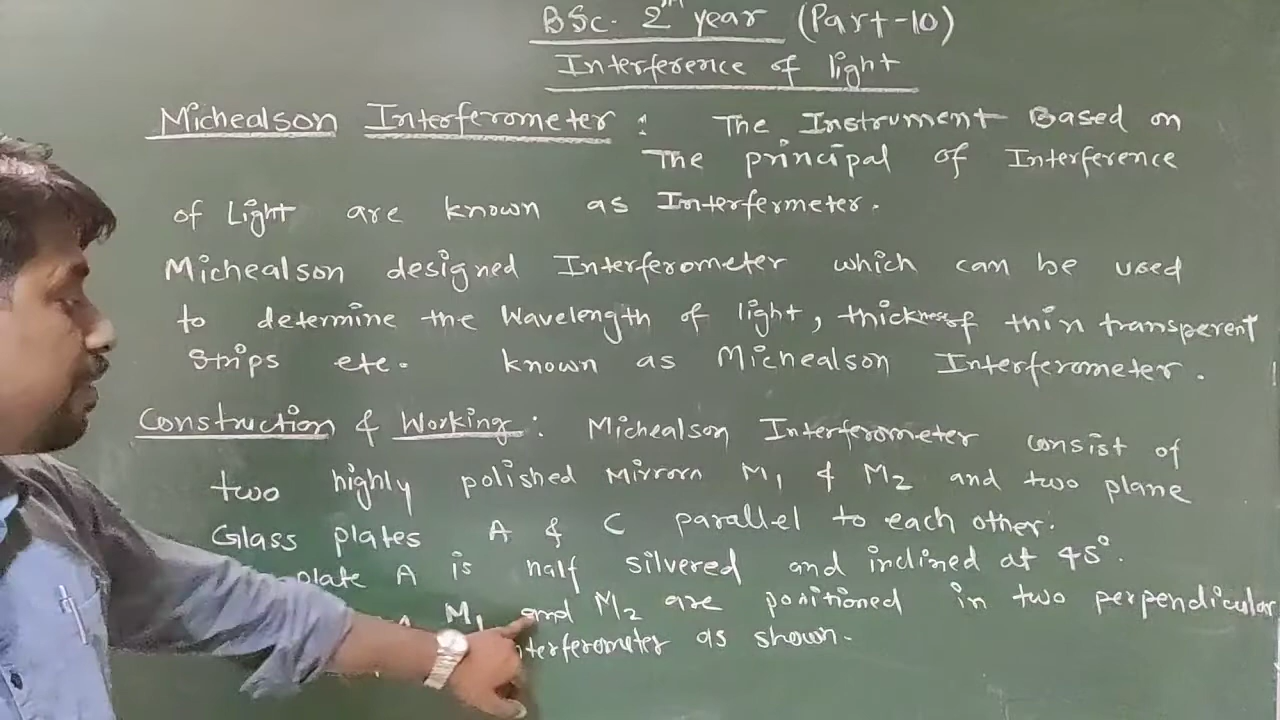 BSc. 2th year (Part-10)
Interference of light
Michealson Interferometer : The Instrument Based on
The principal of Interference
of Light are known as Interfermeter.
Michealson designed Interferometer which can be used
to determine the Wavelength of light, thickness of thin transperent
Strips etc. known as Michealson Interferometer.
Construction & Working : Michealson Interferometer consist of
two highly polished Mirrorn M1 & M2 and two plane
Glass plates A & C parallel to each other.
plate A is half silvered and inclined at 45°.
M1 and M2 are positioned in two perpendicular
interferometer as shown.